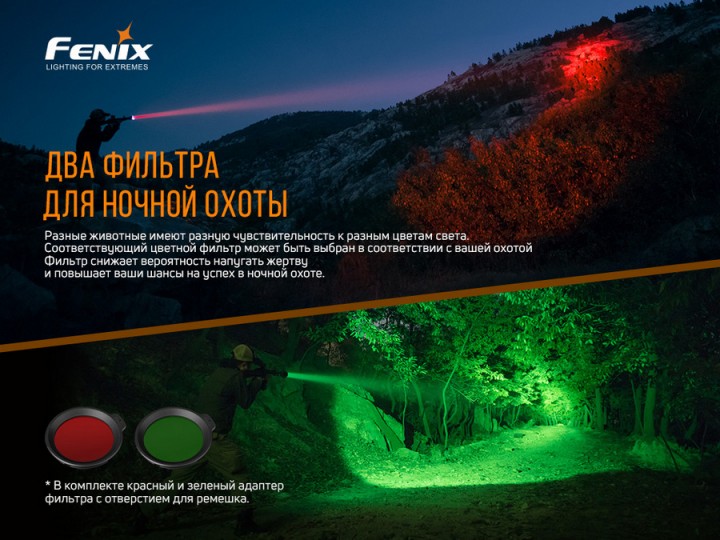 FENIX
LIGHTING FOR EXTREMES
ДВА ФИЛЬТРА
ДЛЯ НОЧНОЙ ОХОТЫ
Разные животные имеют разную чувствительность к разным цветам света.
Соответствующий цветной фильтр может быть выбран в соответствии с вашей охотой
Фильтр снижает вероятность напугать жертву
и повышает ваши шансы на успех в ночной охоте.
* В комплекте красный и зеленый адаптер
фильтра с отверстием для ремешка.